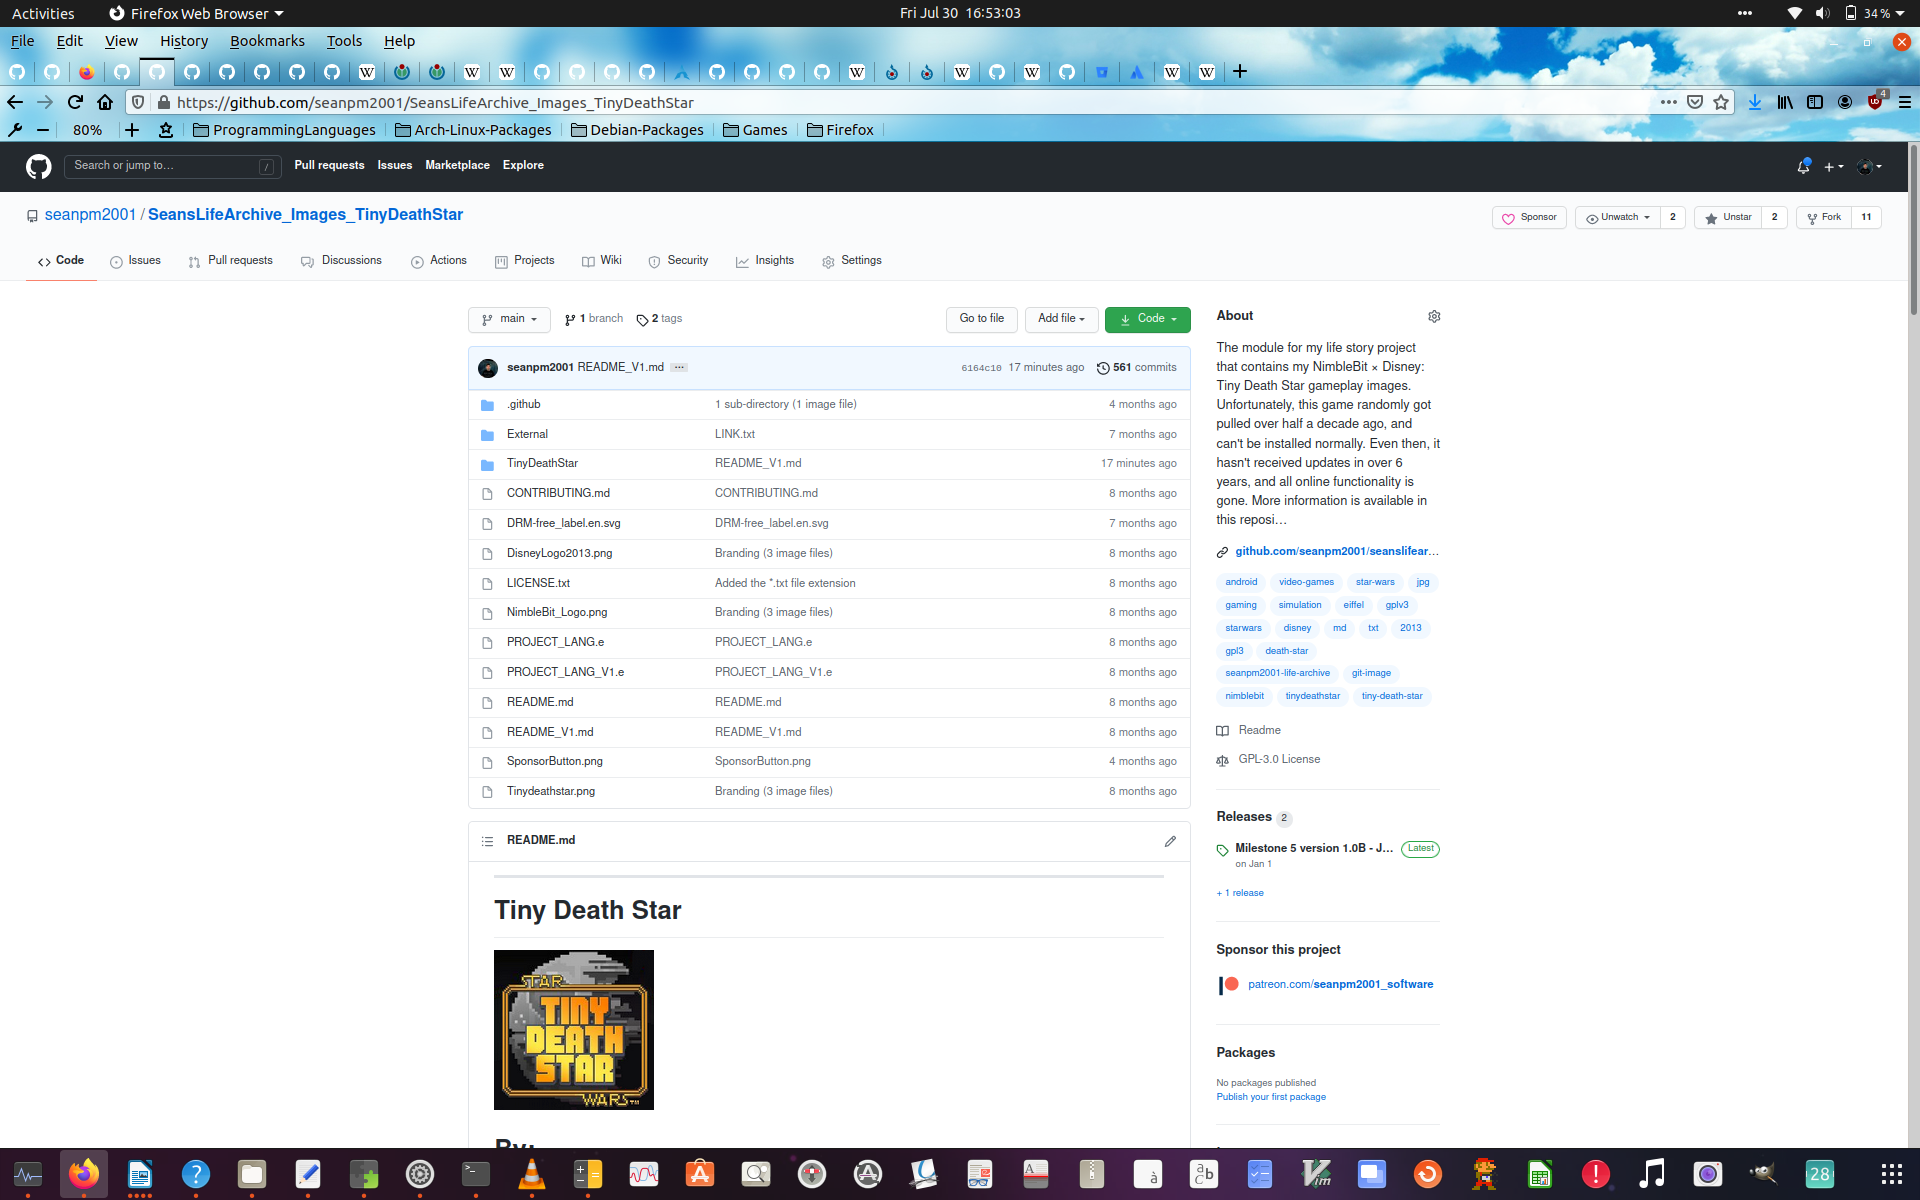 Activities Firefox Web Browser Fri Jul 30 16:53:03 34 %
File Edit View History Bookmarks Tools Help
https://github.com/seanpm2001/SeansLifeArchive_Images_TinyDeathStar 4
80% ProgrammingLanguages Arch-Linux-Packages Debian-Packages Games Firefox
Search or jump to… / Pull requests Issues Marketplace Explore
seanpm2001 / SeansLifeArchive_Images_TinyDeathStar Sponsor Unwatch 2 Unstar 2 Fork 11
Code Issues Pull requests Discussions Actions Projects Wiki Security Insights Settings
main 1 branch 2 tags Go to file Add file Code
seanpm2001 README_V1.md ... 6164c10 17 minutes ago 561 commits
.github 1 sub-directory (1 image file) 4 months ago
External LINK.txt 7 months ago
TinyDeathStar README_V1.md 17 minutes ago
CONTRIBUTING.md CONTRIBUTING.md 8 months ago
DRM-free_label.en.svg DRM-free_label.en.svg 7 months ago
DisneyLogo2013.png Branding (3 image files) 8 months ago
LICENSE.txt Added the *.txt file extension 8 months ago
NimbleBit_Logo.png Branding (3 image files) 8 months ago
PROJECT_LANG.e PROJECT_LANG.e 8 months ago
PROJECT_LANG_V1.e PROJECT_LANG_V1.e 8 months ago
README.md README.md 8 months ago
README_V1.md README_V1.md 8 months ago
SponsorButton.png SponsorButton.png 4 months ago
Tinydeathstar.png Branding (3 image files) 8 months ago
README.md
Tiny Death Star
STAR
TINY
DEATH
STAR
WARS™
By:
About
The module for my life story project
that contains my NimbleBit × Disney:
Tiny Death Star gameplay images.
Unfortunately, this game randomly got
pulled over half a decade ago, and
can't be installed normally. Even then, it
hasn't received updates in over 6
years, and all online functionality is
gone. More information is available in
this reposi…
github.com/seanpm2001/seanslifear…
android video-games star-wars jpg
gaming simulation eiffel gplv3
starwars disney md txt 2013
gpl3 death-star
seanpm2001-life-archive git-image
nimblebit tinydeathstar tiny-death-star
Readme
GPL-3.0 License
Releases 2
Milestone 5 version 1.0B - J... Latest
on Jan 1
+ 1 release
Sponsor this project
patreon.com/seanpm2001_software
Packages
No packages published
Publish your first package
28